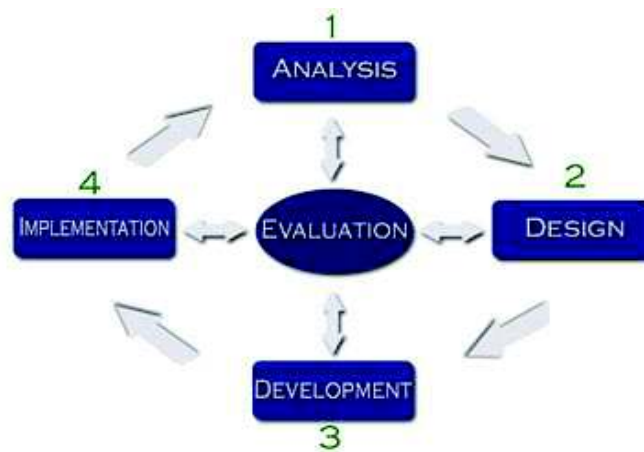 1
ANALYSIS
2
DESIGN
3
DEVELOPMENT
4
IMPLEMENTATION
EVALUATION